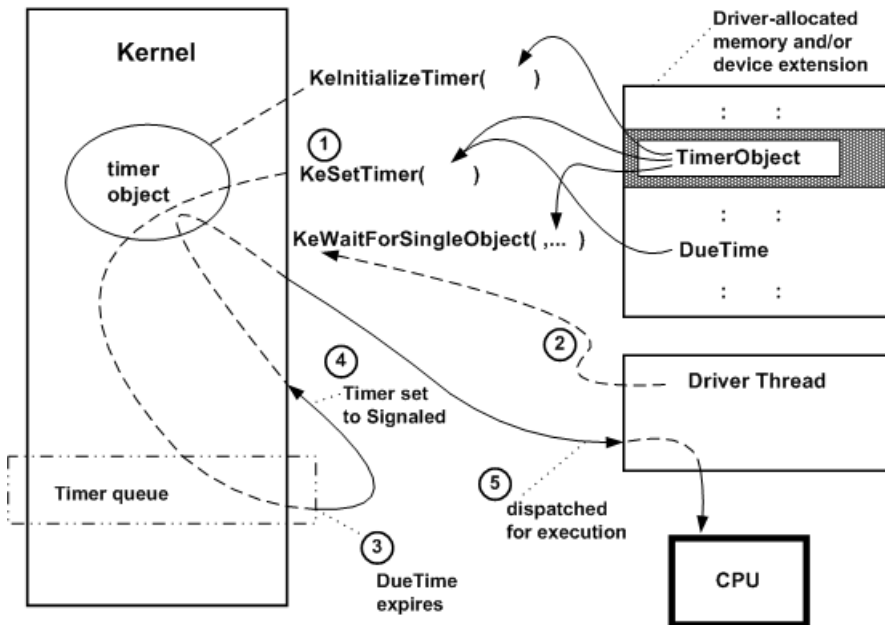 Kernel
Driver-allocated
memory and/or
device extension
KeInitializeTimer( )
: :
1
timer
object
TimerObject
KeSetTimer( )
KeWaitForSingleObject( ,... )
DueTime
: :
: :
2
4
Timer set
to Signaled
Driver Thread
Timer queue
5
dispatched
for execution
3
DueTime
expires
CPU